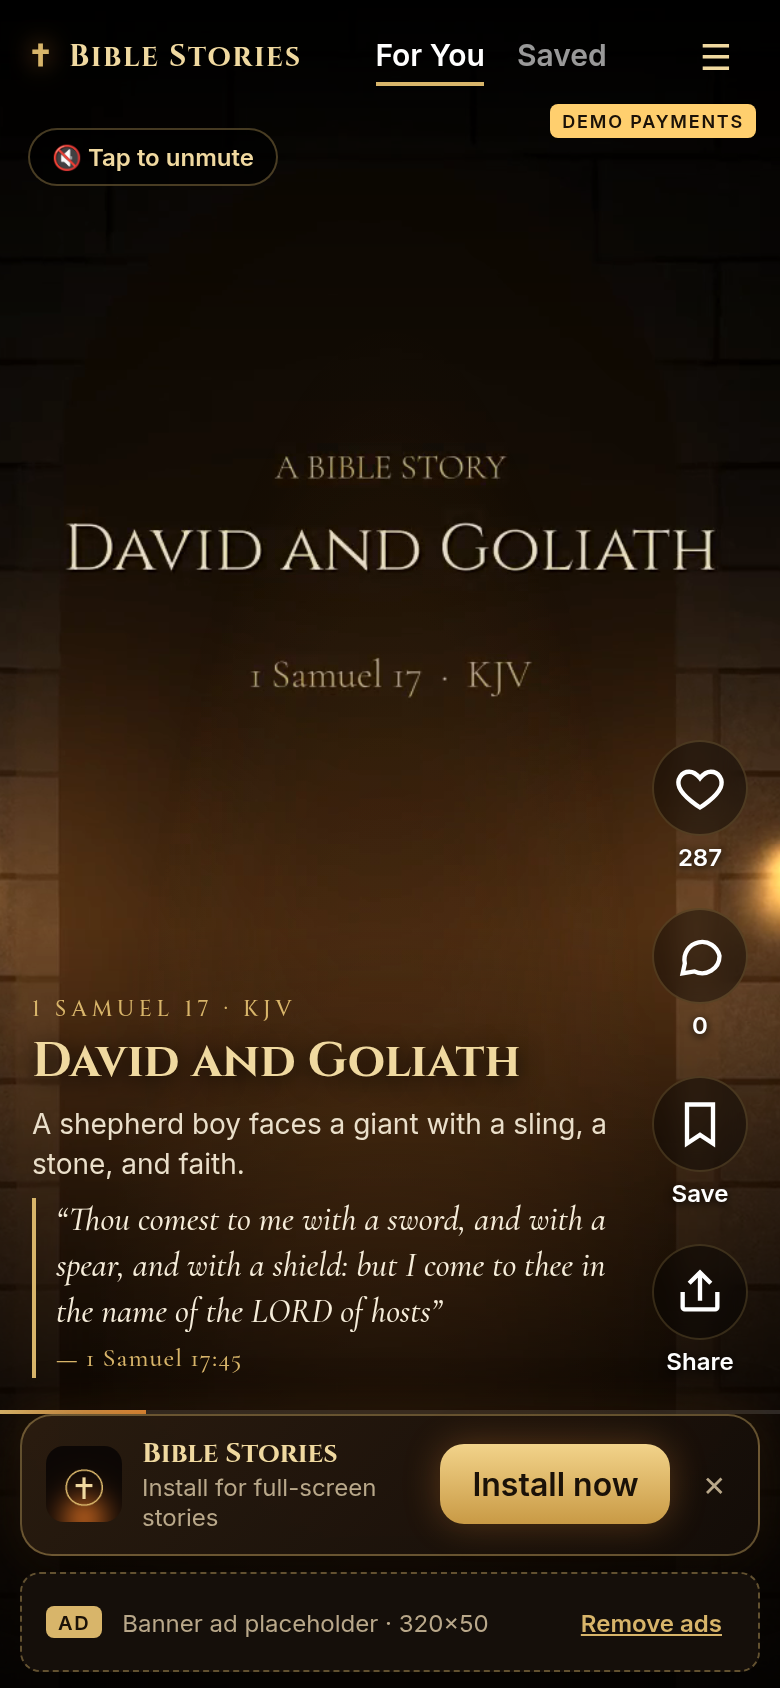 ✝ Bible Stories
For You
Saved
☰
DEMO PAYMENTS
🔇 Tap to unmute
A BIBLE STORY
David and Goliath
1 Samuel 17 · KJV
287
0
Save
Share
1 SAMUEL 17 · KJV
David and Goliath
A shepherd boy faces a giant with a sling, a
stone, and faith.
“Thou comest to me with a sword, and with a
spear, and with a shield: but I come to thee in
the name of the LORD of hosts”
— 1 Samuel 17:45
Bible Stories
Install for full-screen
stories
Install now
✕
AD
Banner ad placeholder · 320×50
Remove ads